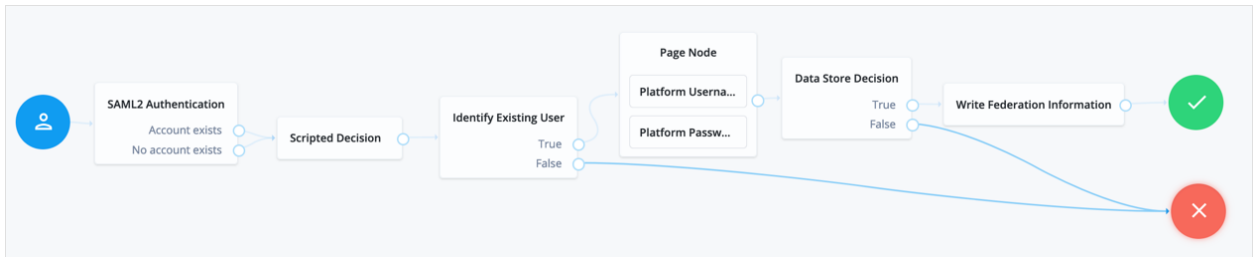 SAML2 Authentication
Account exists
No account exists
Scripted Decision
Identify Existing User
True
False
Page Node
Platform Userna...
Platform Passw...
Data Store Decision
True
False
Write Federation Information